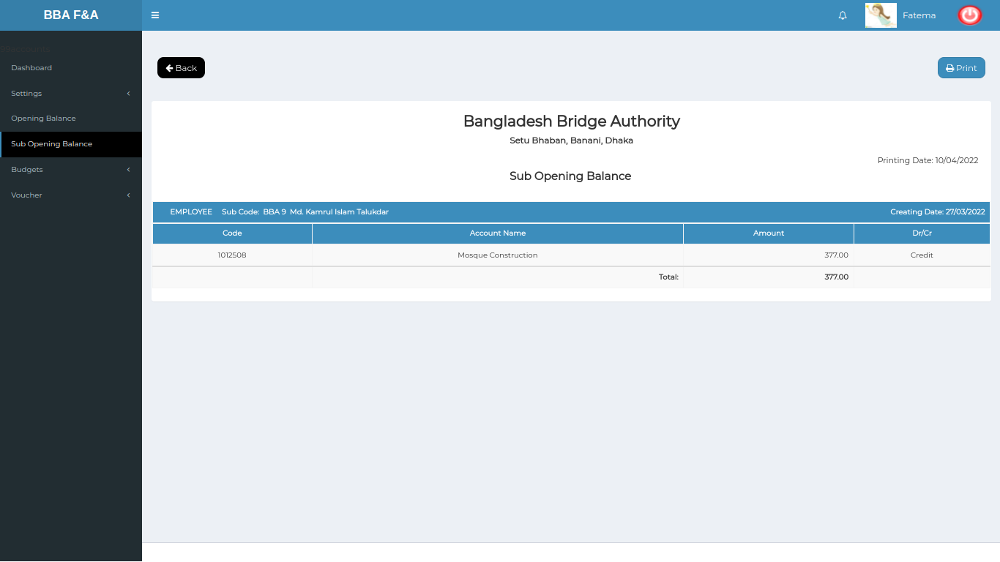 BBA F&A
Fatema
99accounts
Dashboard
Settings
Opening Balance
Sub Opening Balance
Budgets
Voucher
Back
Print
Bangladesh Bridge Authority
Setu Bhaban, Banani, Dhaka
Printing Date: 10/04/2022
Sub Opening Balance
EMPLOYEE Sub Code: BBA 9 Md. Kamrul Islam Talukdar Creating Date: 27/03/2022
Code Account Name Amount Dr/Cr
1012508 Mosque Construction 377.00 Credit
Total: 377.00